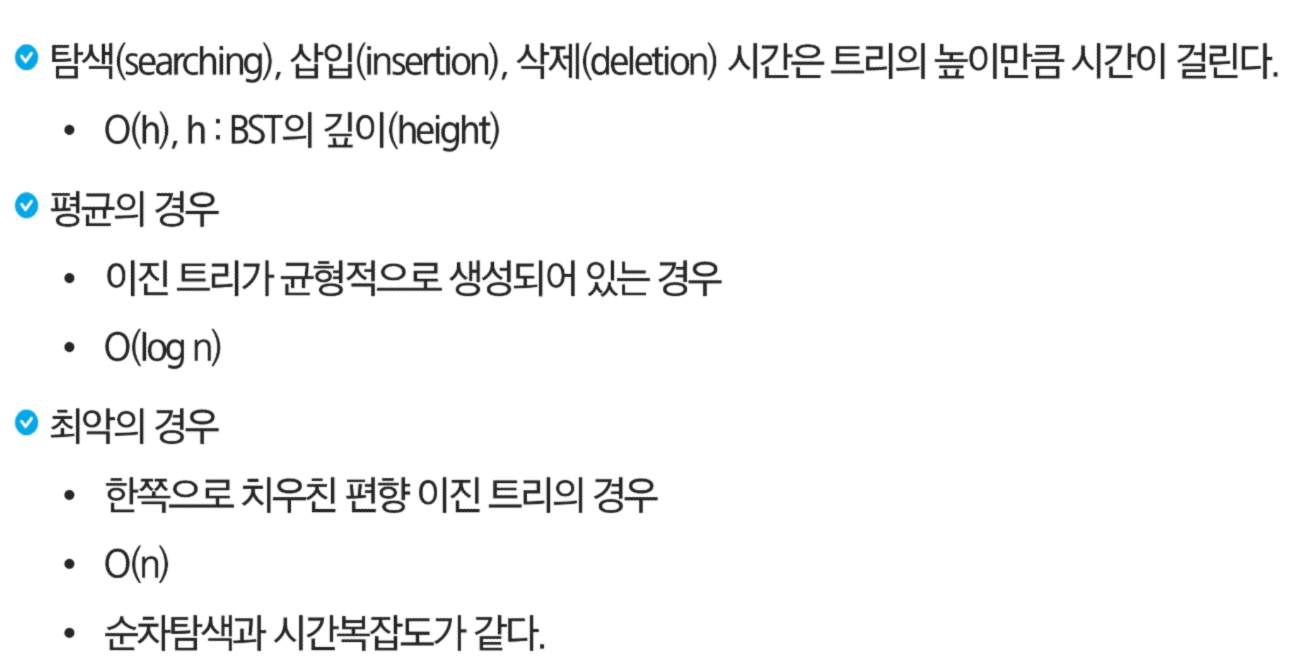 탐색(searching), 삽입(insertion), 삭제(deletion) 시간은 트리의 높이만큼 시간이 걸린다.
• O(h), h : BST의 깊이(height)
평균의 경우
• 이진 트리가 균형적으로 생성되어 있는 경우
• O(log n)
최악의 경우
• 한쪽으로 치우친 편향 이진 트리의 경우
• O(n)
• 순차탐색과 시간복잡도가 같다.